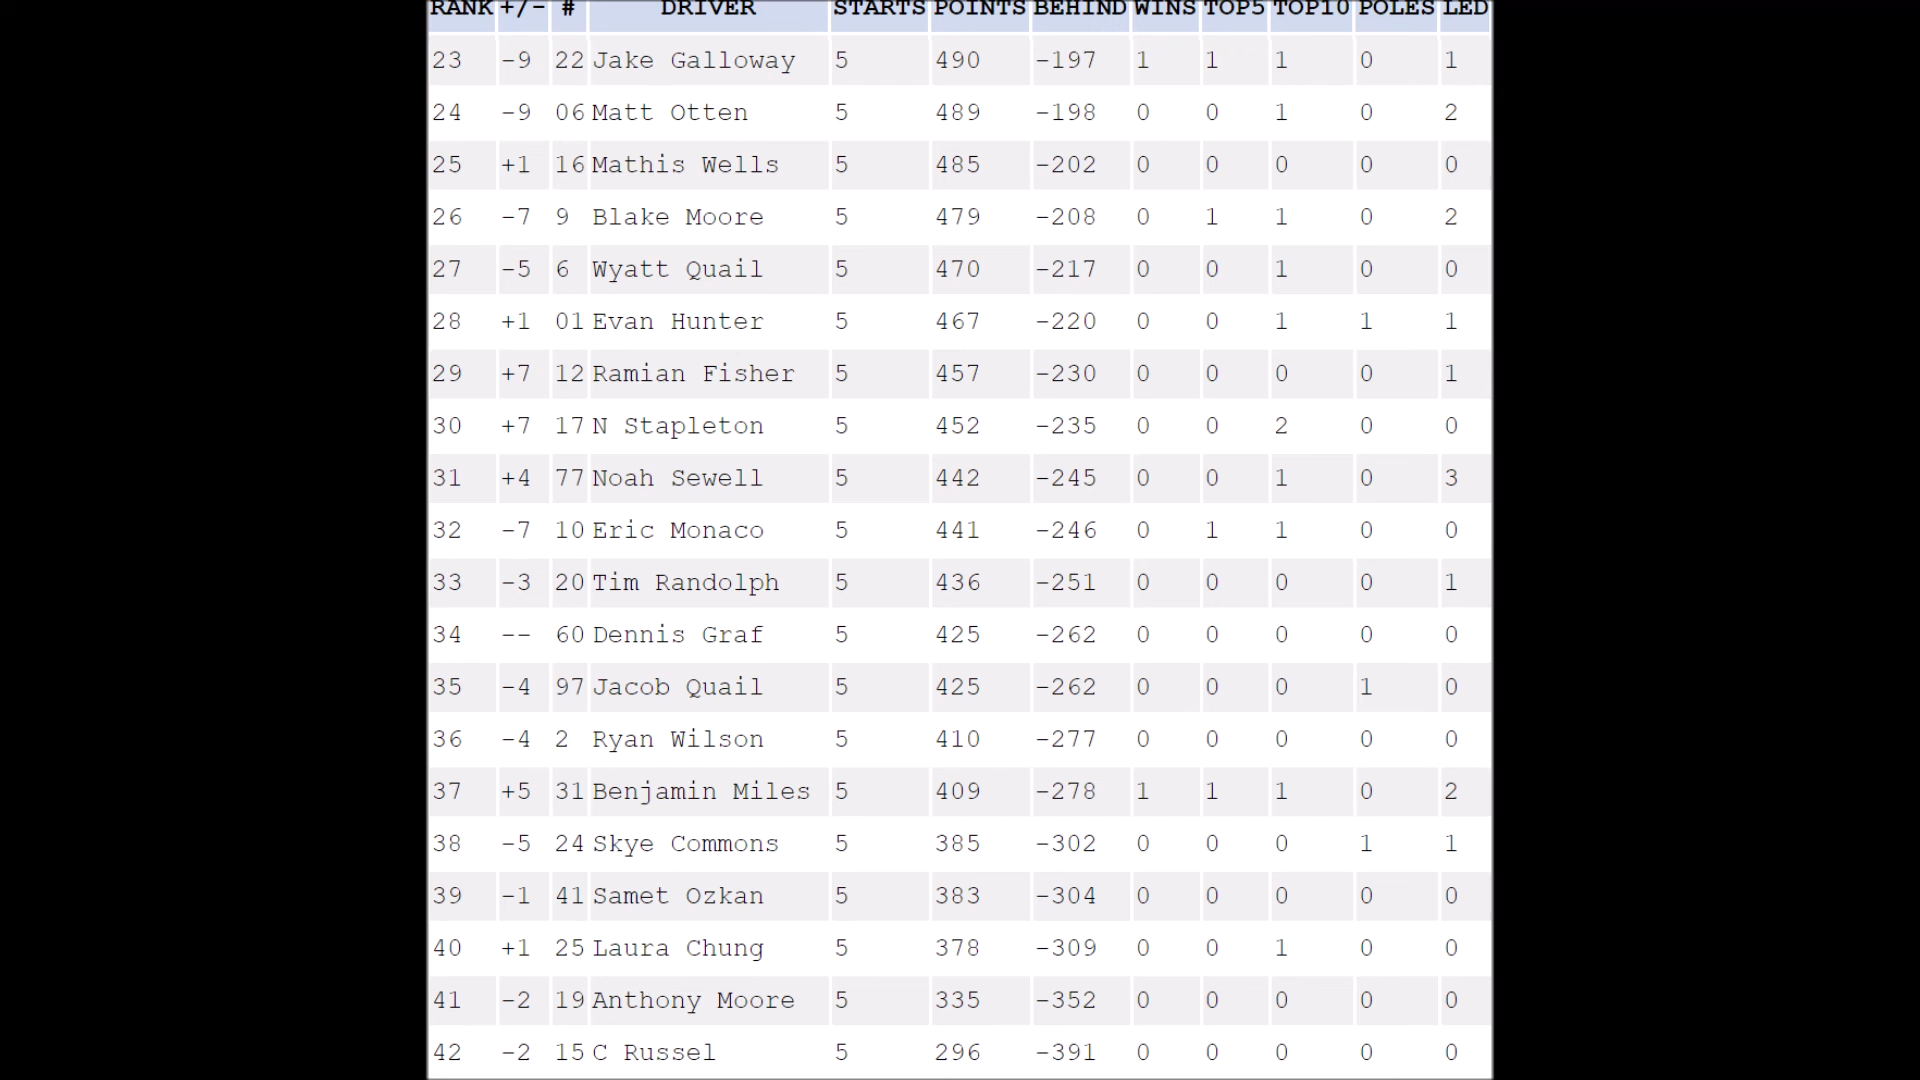 RANK +/- # DRIVER STARTS POINTS BEHIND WINS TOP5 TOP10 POLES LED
23 -9 22 Jake Galloway 5 490 -197 1 1 1 0 1
24 -9 06 Matt Otten 5 489 -198 0 0 1 0 2
25 +1 16 Mathis Wells 5 485 -202 0 0 0 0 0
26 -7 9 Blake Moore 5 479 -208 0 1 1 0 2
27 -5 6 Wyatt Quail 5 470 -217 0 0 1 0 0
28 +1 01 Evan Hunter 5 467 -220 0 0 1 1 1
29 +7 12 Ramian Fisher 5 457 -230 0 0 0 0 1
30 +7 17 N Stapleton 5 452 -235 0 0 2 0 0
31 +4 77 Noah Sewell 5 442 -245 0 0 1 0 3
32 -7 10 Eric Monaco 5 441 -246 0 1 1 0 0
33 -3 20 Tim Randolph 5 436 -251 0 0 0 0 1
34 -- 60 Dennis Graf 5 425 -262 0 0 0 0 0
35 -4 97 Jacob Quail 5 425 -262 0 0 0 1 0
36 -4 2 Ryan Wilson 5 410 -277 0 0 0 0 0
37 +5 31 Benjamin Miles 5 409 -278 1 1 1 0 2
38 -5 24 Skye Commons 5 385 -302 0 0 0 1 1
39 -1 41 Samet Ozkan 5 383 -304 0 0 0 0 0
40 +1 25 Laura Chung 5 378 -309 0 0 1 0 0
41 -2 19 Anthony Moore 5 335 -352 0 0 0 0 0
42 -2 15 C Russel 5 296 -391 0 0 0 0 0